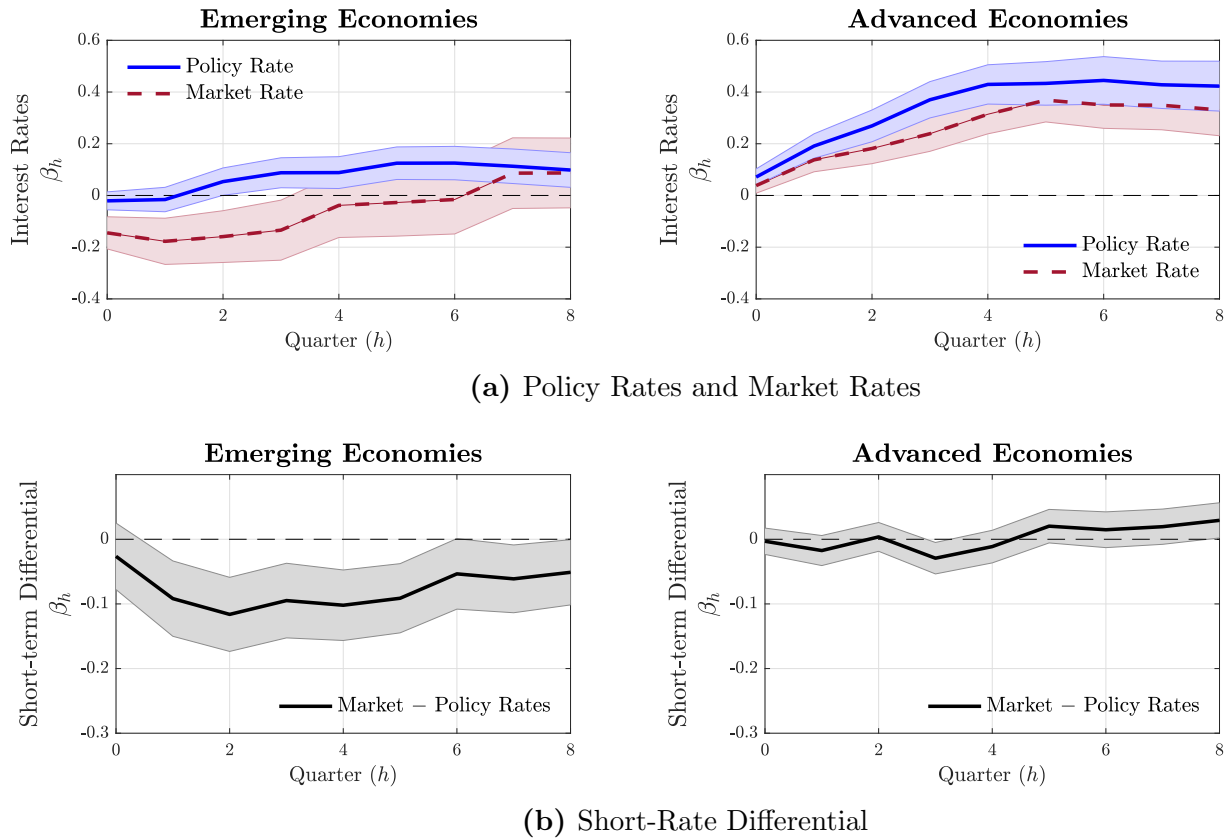 Emerging Economies
Interest Rates
βh
0.6
0.4
0.2
0
-0.2
-0.4
Policy Rate
Market Rate
0 2 4 6 8
Quarter (h)
Advanced Economies
Interest Rates
βh
0.6
0.4
0.2
0
-0.2
-0.4
Policy Rate
Market Rate
0 2 4 6 8
Quarter (h)
(a) Policy Rates and Market Rates
Emerging Economies
Short-term Differential
βh
0
-0.1
-0.2
-0.3
Market − Policy Rates
0 2 4 6 8
Quarter (h)
Advanced Economies
Short-term Differential
βh
0
-0.1
-0.2
-0.3
Market − Policy Rates
0 2 4 6 8
Quarter (h)
(b) Short-Rate Differential